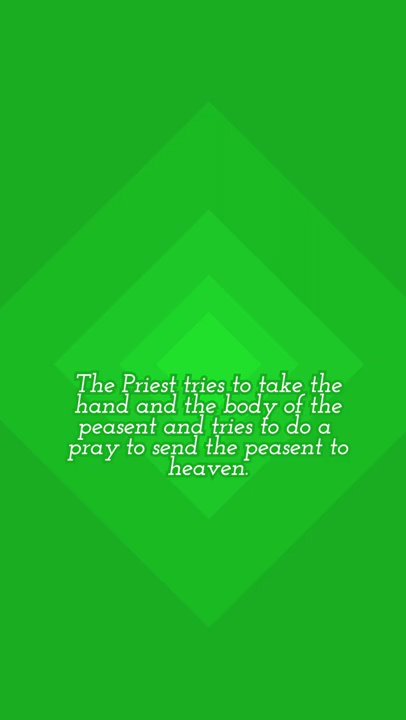 The Priest tries to take the
hand and the body of the
peasent and tries to do a
pray to send the peasent to
heaven.